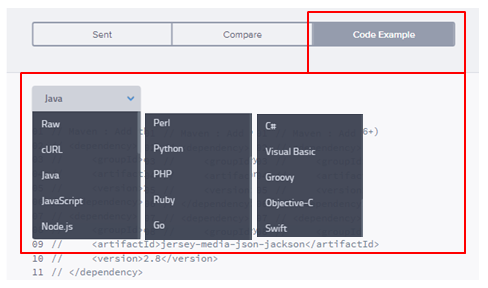 Sent
Compare
Code Example
Java
Raw
cURL
Java
JavaScript
Node.js
Perl
Python
PHP
Ruby
Go
C#
Visual Basic
Groovy
Objective-C
Swift
6+)
09 // <artifactId>jersey-media-json-jackson</artifactId>
10 // <version>2.8</version>
11 // </dependency>